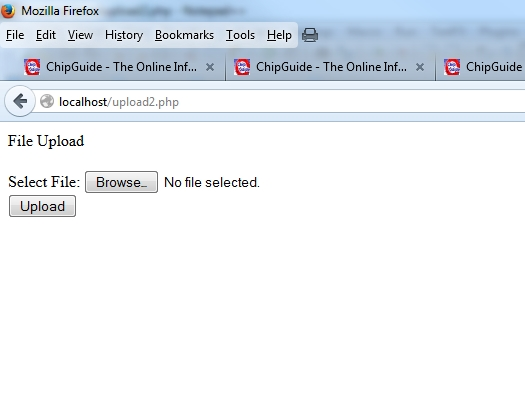 Mozilla Firefox
File Edit View History Bookmarks Tools Help
ChipGuide - The Online Inf... ChipGuide - The Online Inf... ChipGuide
localhost/upload2.php
File Upload
Select File: Browse... No file selected.
Upload